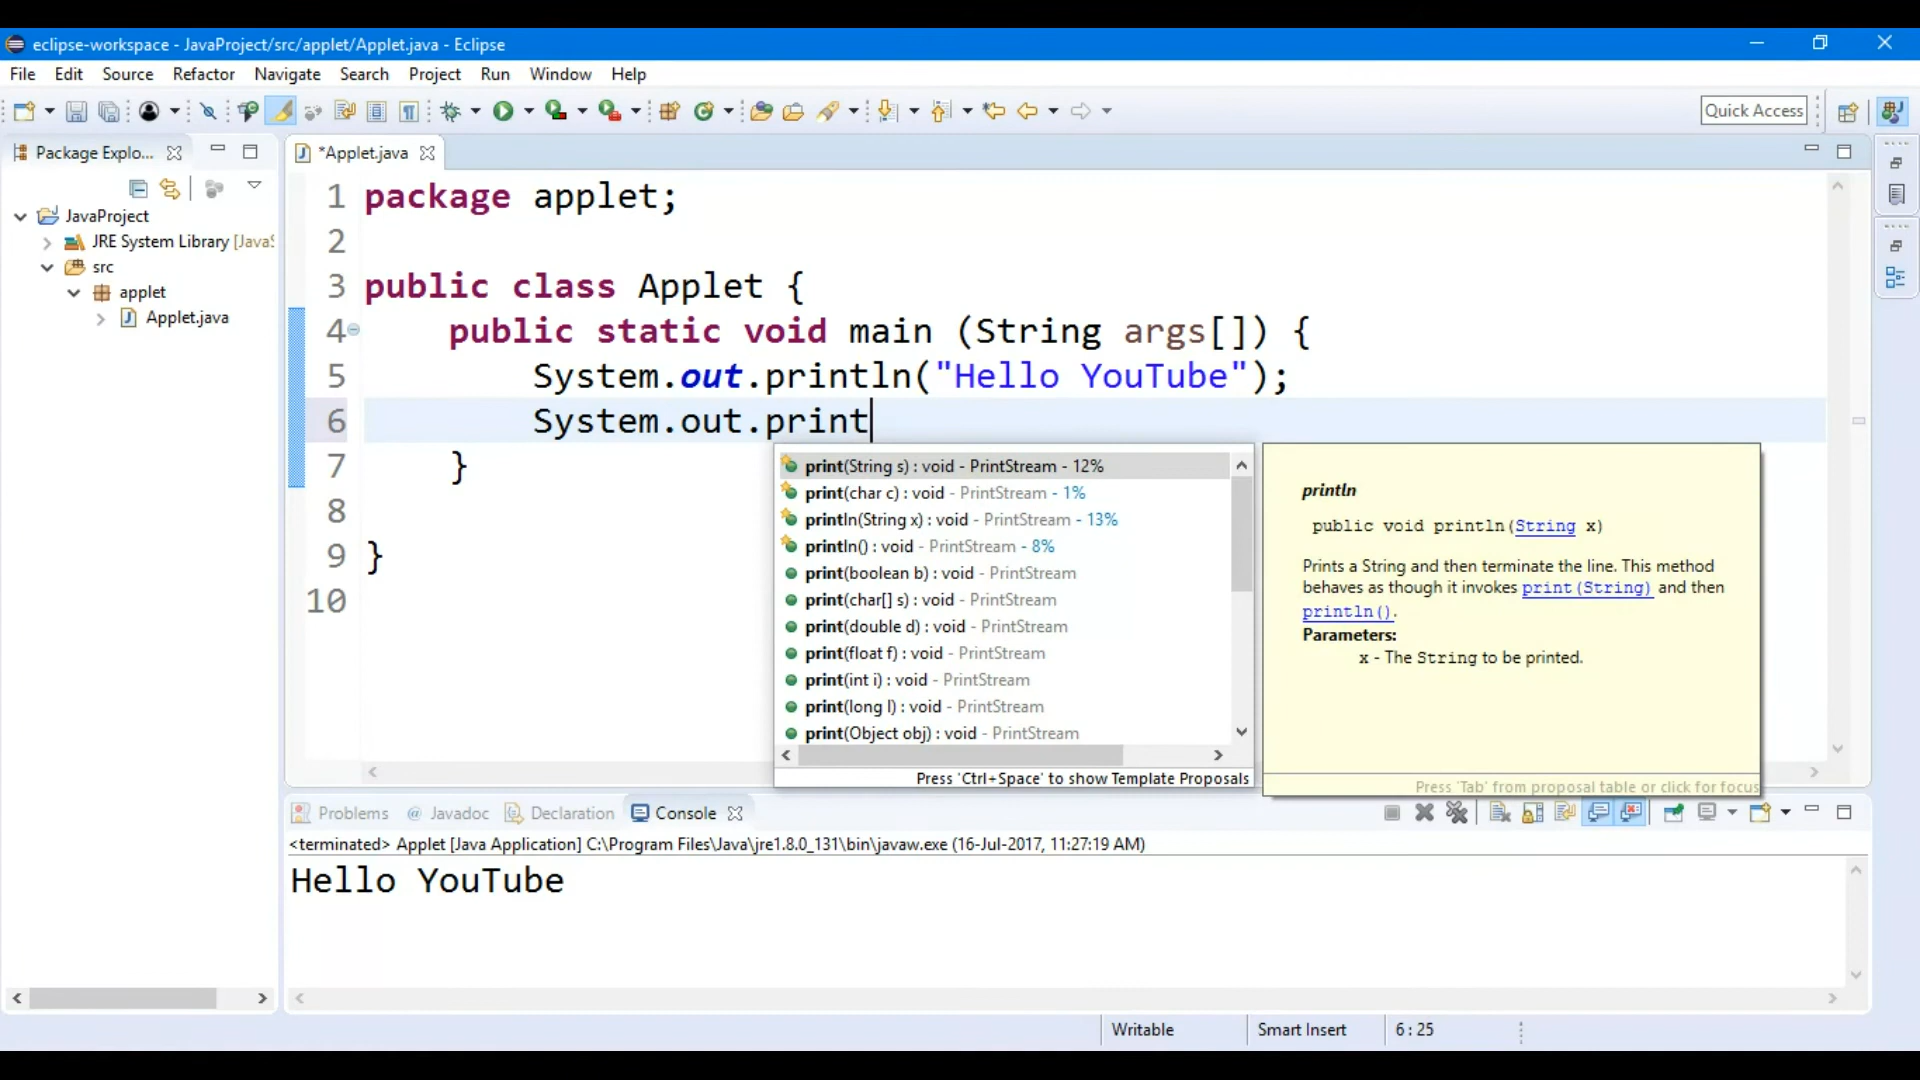 eclipse-workspace - JavaProject/src/applet/Applet.java - Eclipse
File Edit Source Refactor Navigate Search Project Run Window Help
Quick Access
Package Explo...
JavaProject
JRE System Library [JavaS
src
applet
Applet.java
*Applet.java
1 package applet;
2
3 public class Applet {
4 public static void main (String args[]) {
5 System.out.println("Hello YouTube");
6 System.out.print
7 }
8
9 }
10
print(String s) : void - PrintStream - 12%
print(char c) : void - PrintStream - 1%
println(String x) : void - PrintStream - 13%
println() : void - PrintStream - 8%
print(boolean b) : void - PrintStream
print(char[] s) : void - PrintStream
print(double d) : void - PrintStream
print(float f) : void - PrintStream
print(int i) : void - PrintStream
print(long l) : void - PrintStream
print(Object obj) : void - PrintStream
Press 'Ctrl+Space' to show Template Proposals
println
public void println(String x)
Prints a String and then terminate the line. This method
behaves as though it invokes print(String) and then
println().
Parameters:
x - The String to be printed.
Press 'Tab' from proposal table or click for focus
Problems @ Javadoc Declaration Console
<terminated> Applet [Java Application] C:\Program Files\Java\jre1.8.0_131\bin\javaw.exe (16-Jul-2017, 11:27:19 AM)
Hello YouTube
Writable Smart Insert 6 : 25